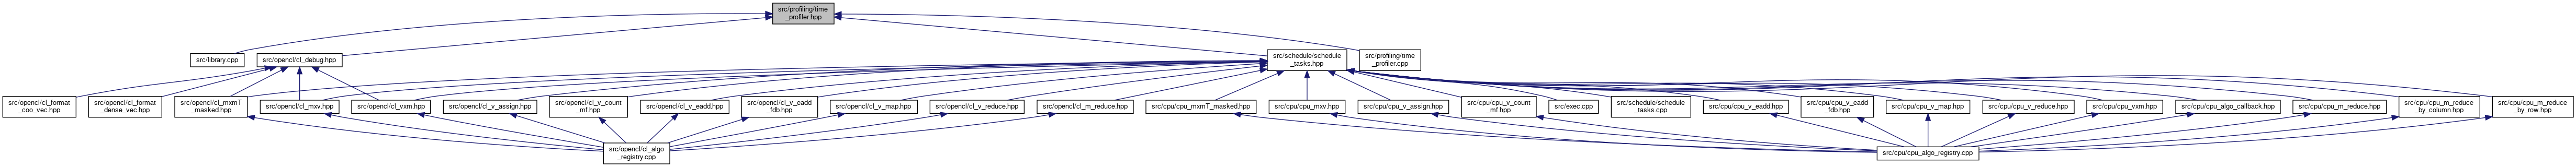 src/profiling/time
_profiler.hpp
src/library.cpp
src/opencl/cl_debug.hpp
src/schedule/schedule
_tasks.hpp
src/profiling/time
_profiler.cpp
src/opencl/cl_format
_coo_vec.hpp
src/opencl/cl_format
_dense_vec.hpp
src/opencl/cl_mxmT
_masked.hpp
src/opencl/cl_mxv.hpp
src/opencl/cl_vxm.hpp
src/opencl/cl_v_assign.hpp
src/opencl/cl_v_count
_mf.hpp
src/opencl/cl_v_eadd.hpp
src/opencl/cl_v_eadd
_fdb.hpp
src/opencl/cl_v_map.hpp
src/opencl/cl_v_reduce.hpp
src/opencl/cl_m_reduce.hpp
src/cpu/cpu_mxmT_masked.hpp
src/cpu/cpu_mxv.hpp
src/cpu/cpu_v_assign.hpp
src/cpu/cpu_v_count
_mf.hpp
src/exec.cpp
src/schedule/schedule
_tasks.cpp
src/cpu/cpu_v_eadd.hpp
src/cpu/cpu_v_eadd
_fdb.hpp
src/cpu/cpu_v_map.hpp
src/cpu/cpu_v_reduce.hpp
src/cpu/cpu_vxm.hpp
src/cpu/cpu_algo_callback.hpp
src/cpu/cpu_m_reduce.hpp
src/cpu/cpu_m_reduce
_by_column.hpp
src/cpu/cpu_m_reduce
_by_row.hpp
src/opencl/cl_algo
_registry.cpp
src/cpu/cpu_algo_registry.cpp